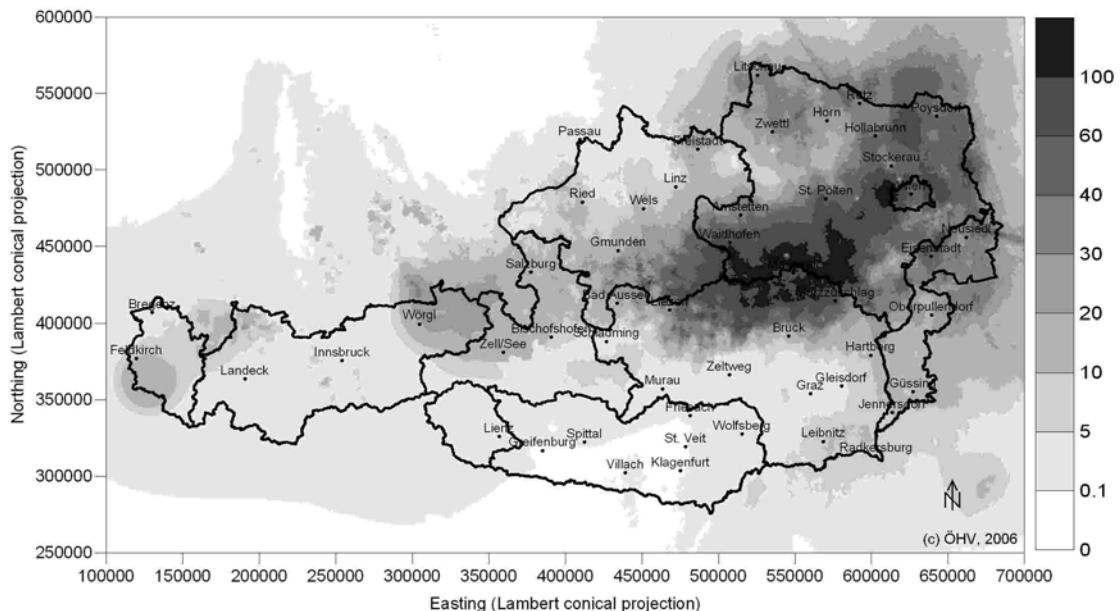 600000
550000
500000
450000
400000
350000
300000
250000
Northing (Lambert conical projection)
100000 150000 200000 250000 300000 350000 400000 450000 500000 550000 600000 650000 700000
Easting (Lambert conical projection)
Litschau
Retz
Poysdorf
Horn
Zwettl
Hollabrunn
Passau
Freistadt
Stockerau
Linz
Ried
Wels
St. Pölten
Amstetten
Waidhofen
Neusiedl
Gmunden
Eisenstadt
Salzburg
Bad Aussee
Oberpullendorf
Bregenz
Wörgl
Bischofshofen
Schladming
Bruck
Feldkirch
Innsbruck
Zell/See
Hartberg
Landeck
Zeltweg
Murau
Graz
Gleisdorf
Güssing
Friesach
Jennersdorf
Lienz
Greifenburg
Spittal
St. Veit
Wolfsberg
Leibnitz
Radkersburg
Villach
Klagenfurt
N
(c) ÖHV, 2006
100
60
40
30
20
10
5
0.1
0